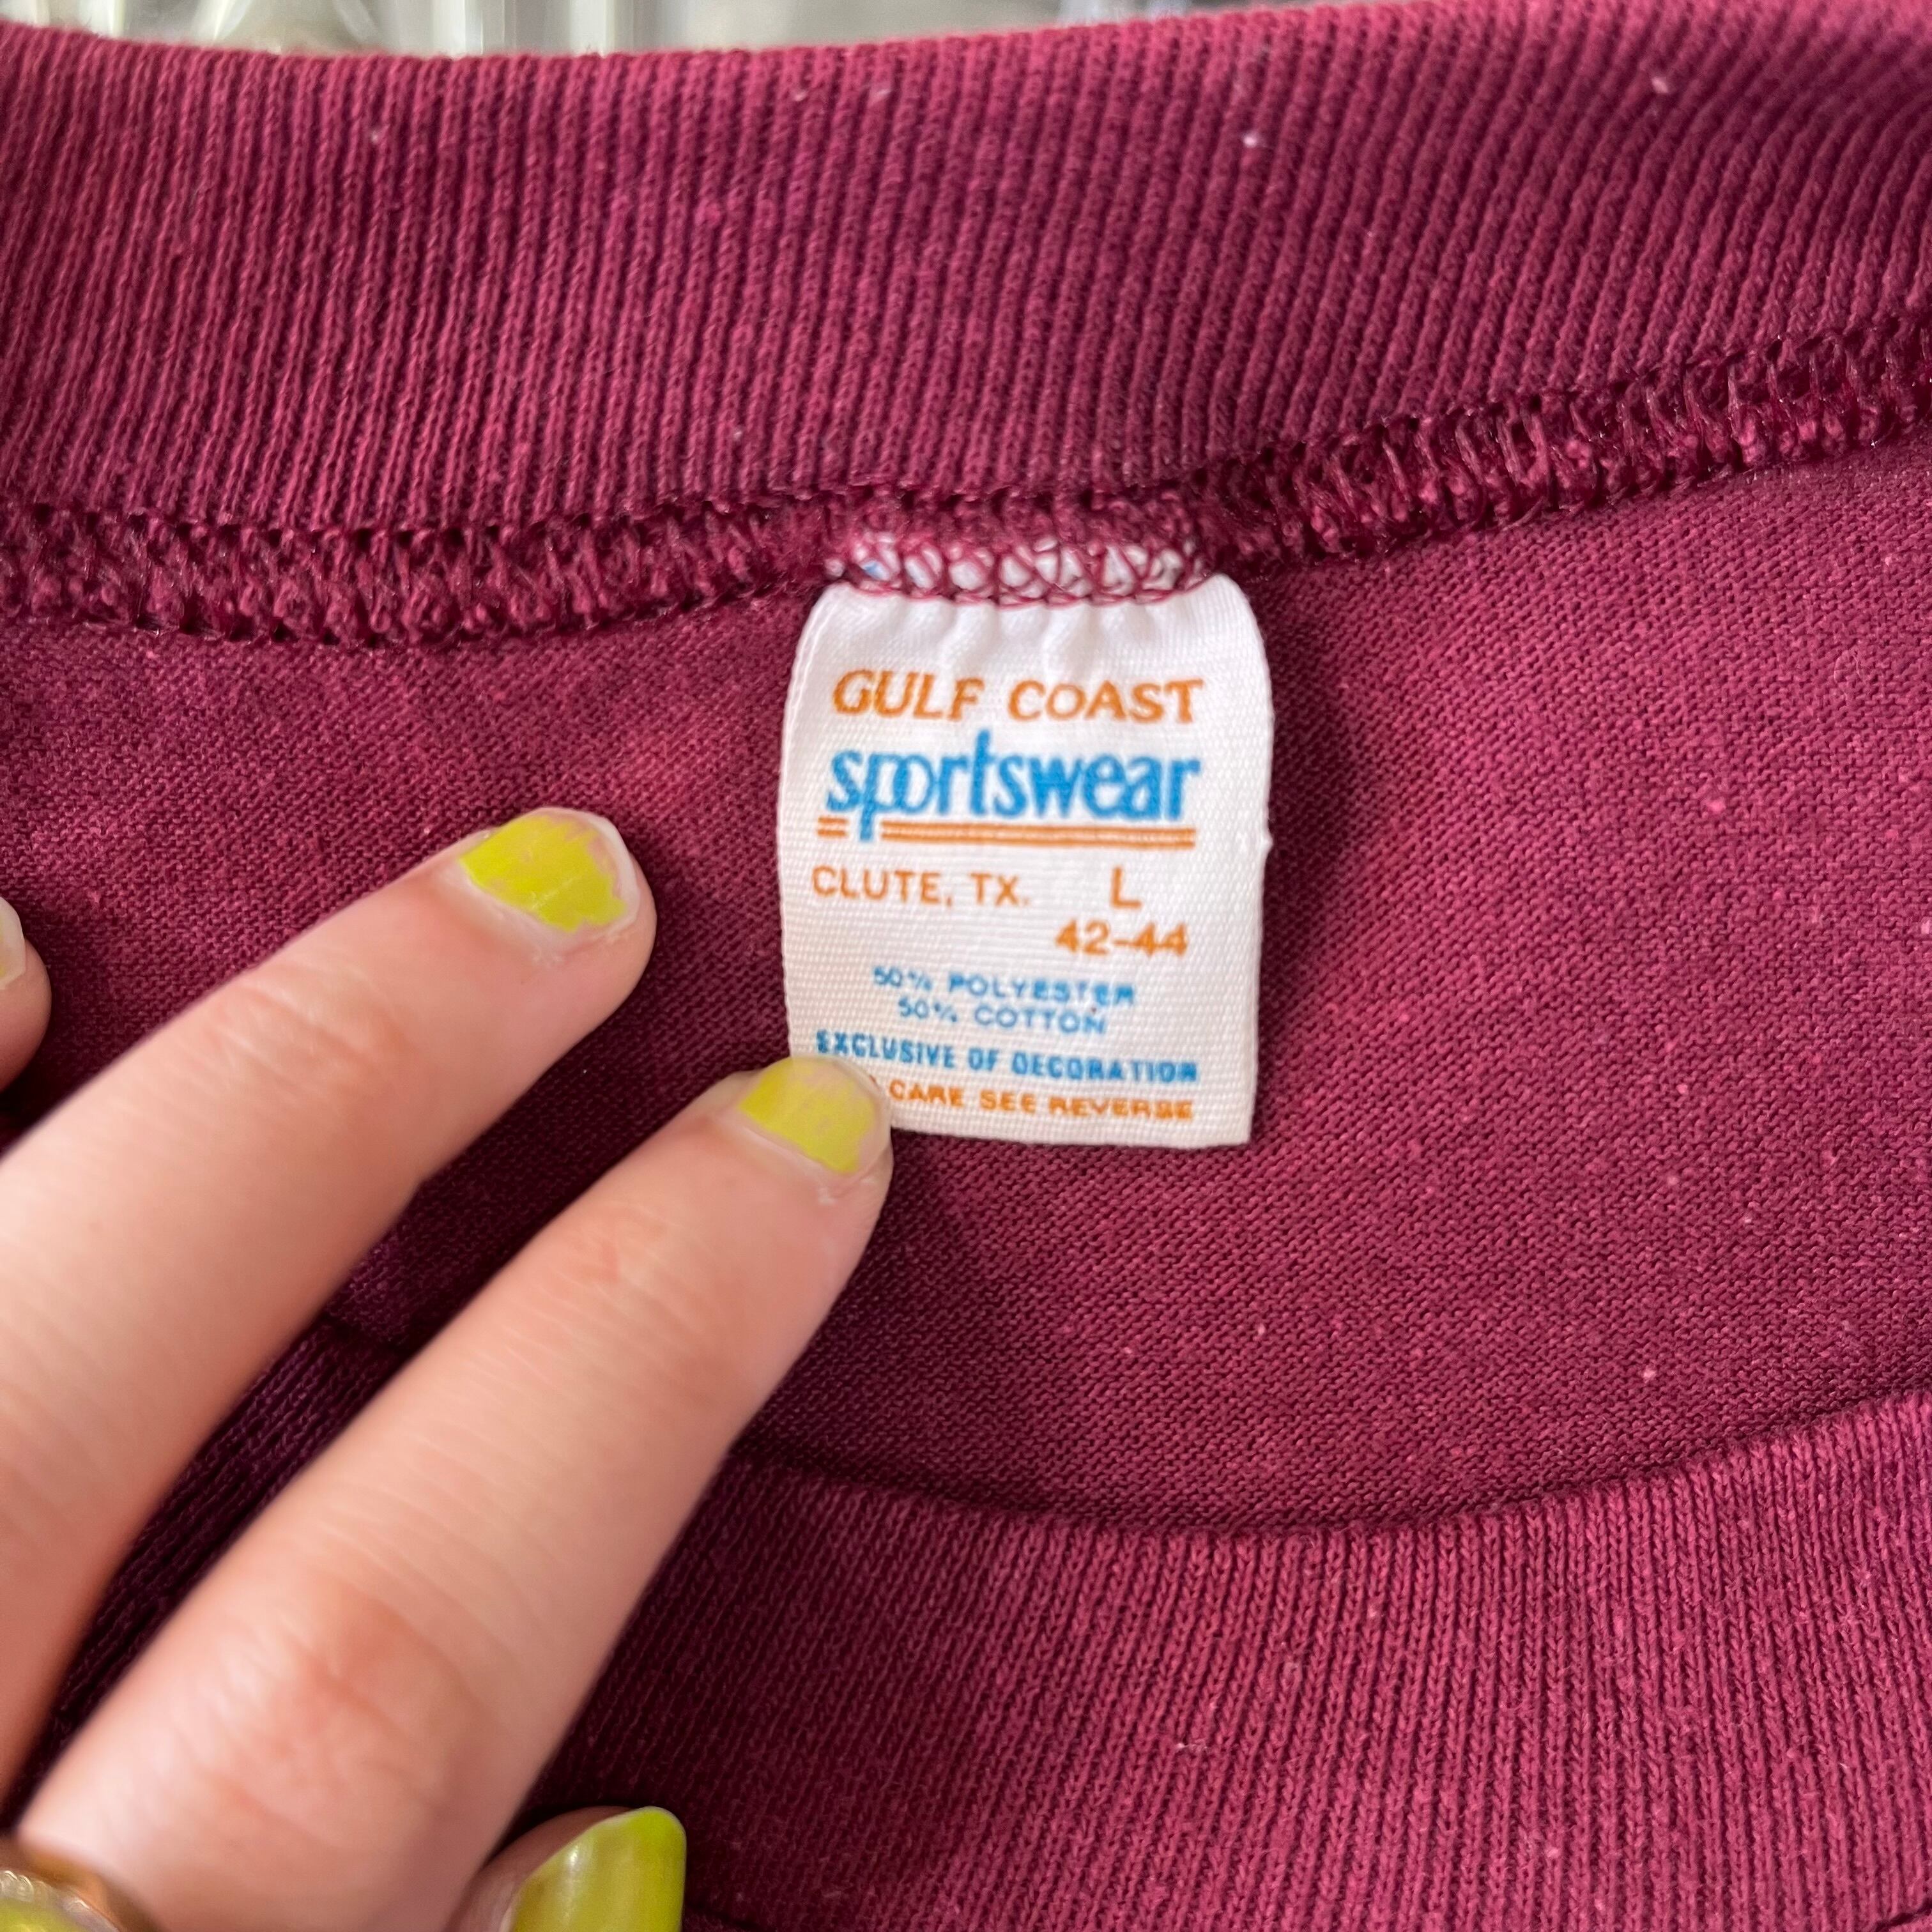 GULF COAST
sportswear
CLUTE, TX. L
42-44
50% POLYESTER
50% COTTON
EXCLUSIVE OF DECORATION
CARE SEE REVERSE